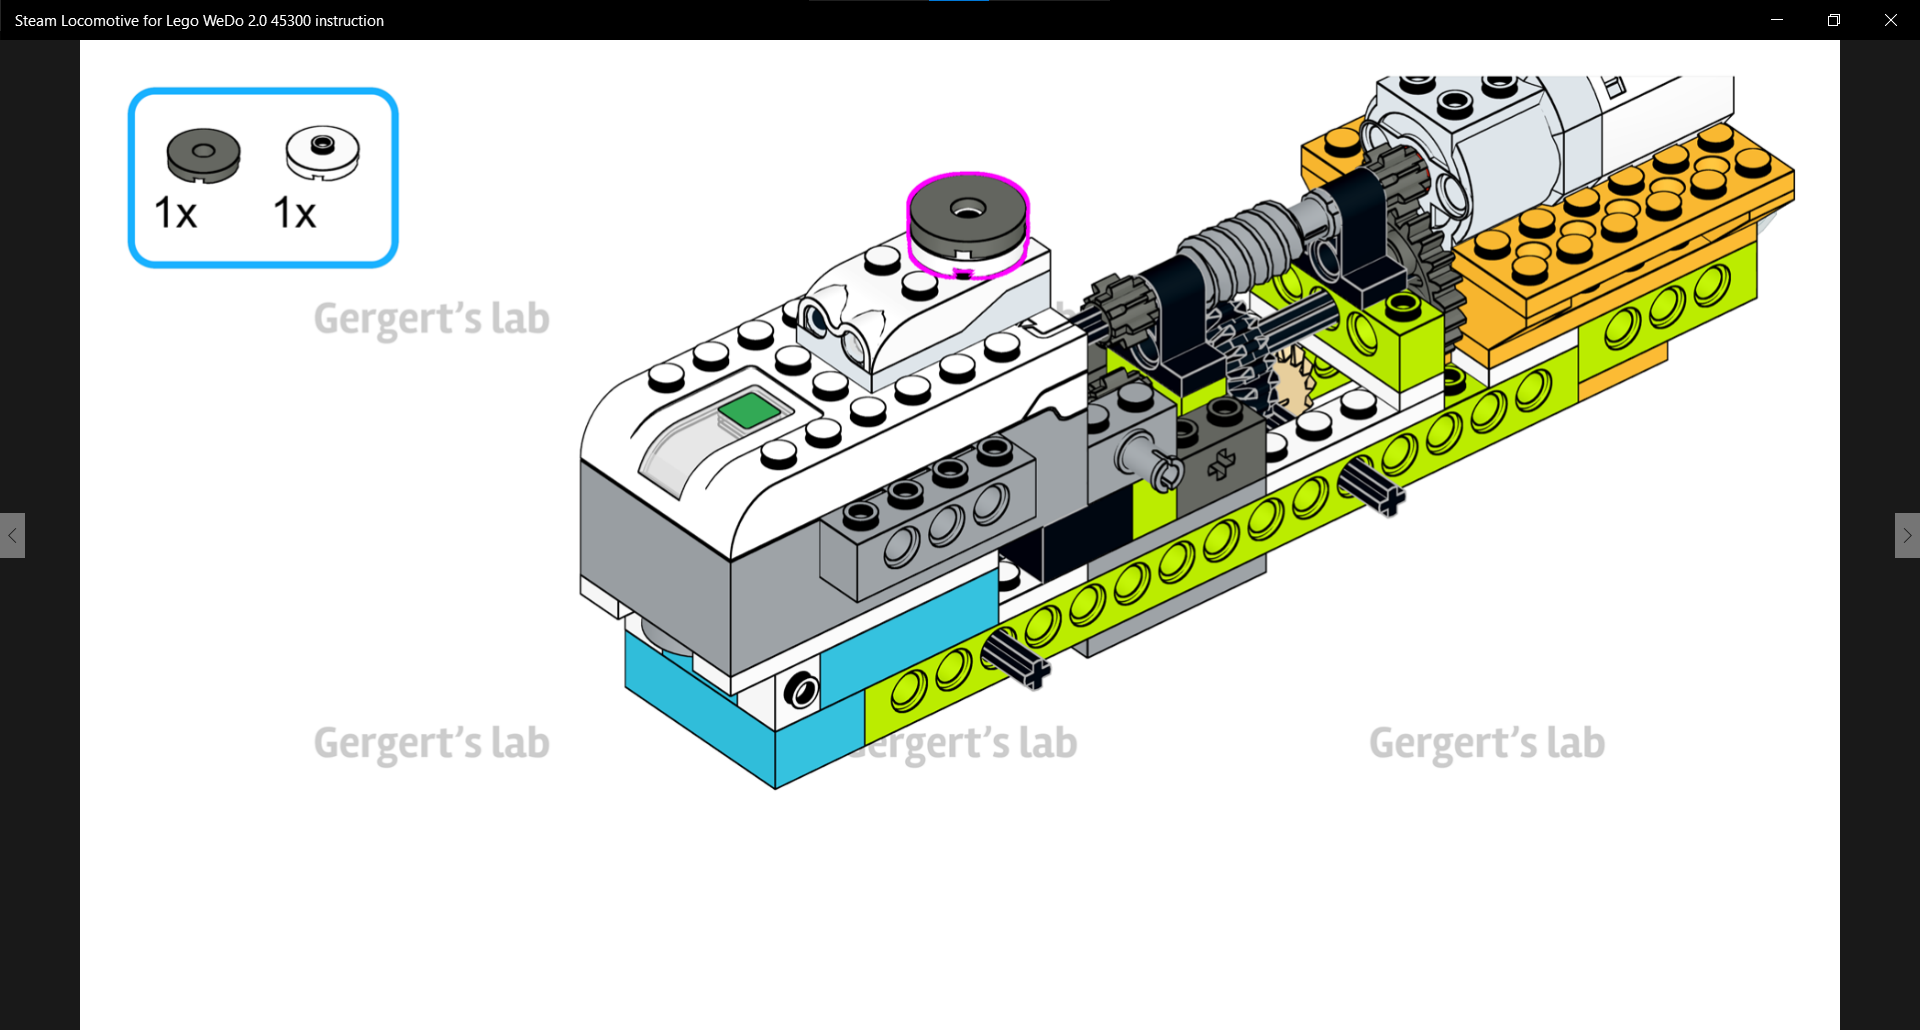 Steam Locomotive for Lego WeDo 2.0 45300 instruction
1x 1x
Gergert's lab
Gergert's lab
ergert's lab
Gergert's lab